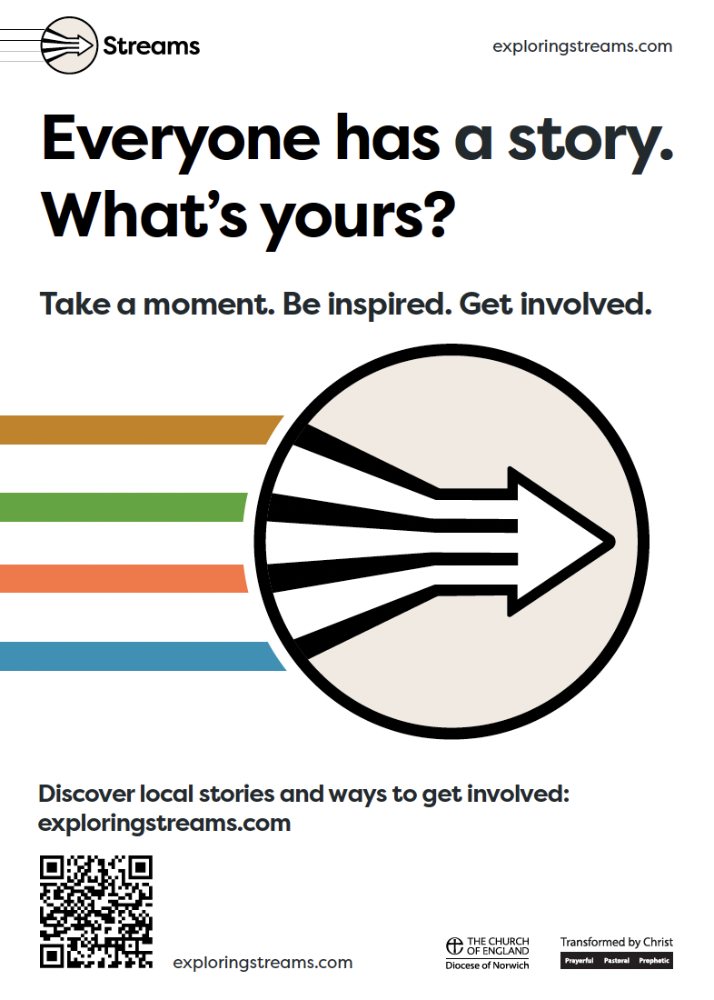 Streams
exploringstreams.com
Everyone has a story.
What’s yours?
Take a moment. Be inspired. Get involved.
Discover local stories and ways to get involved:
exploringstreams.com
exploringstreams.com
THE CHURCH
OF ENGLAND
Diocese of Norwich
Transformed by Christ
Prayerful Pastoral Prophetic